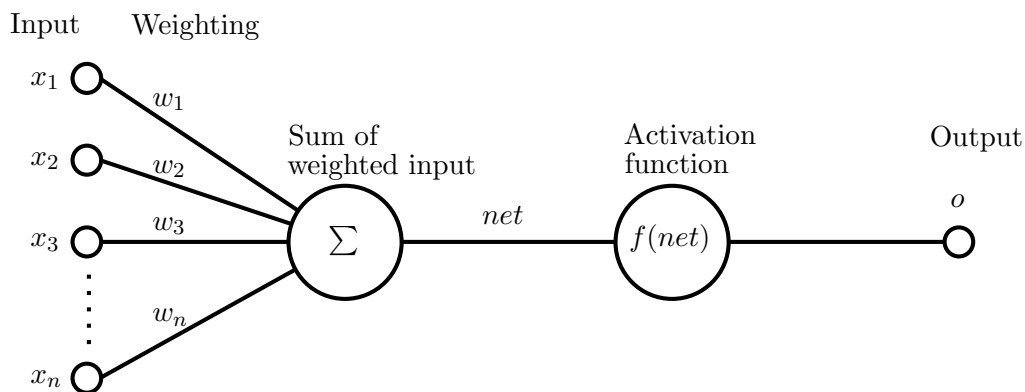 Input Weighting
x₁ w₁
x₂ w₂
x₃ w₃
xₙ wₙ
Sum of
weighted input
∑
net
Activation
function
f(net)
Output
o